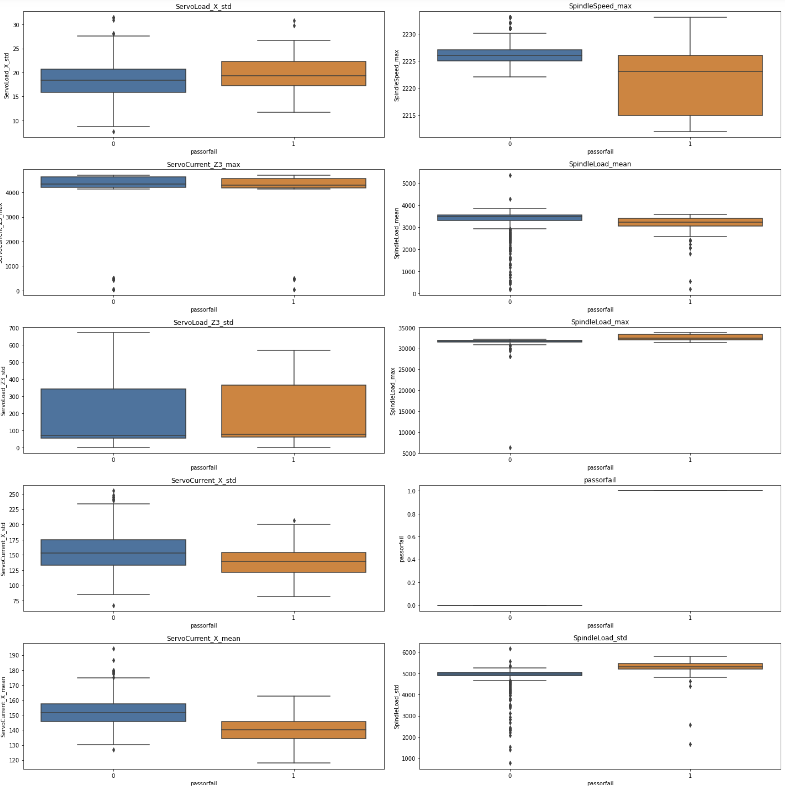 ServoLoad_X_std
ServoLoad_X_std
30
25
20
15
10
0
1
passorfail
SpindleSpeed_max
SpindleSpeed_max
2230
2225
2220
2215
0
1
passorfail
ServoCurrent_Z3_max
4000
3000
2000
1000
0
0
1
passorfail
SpindleLoad_mean
SpindleLoad_mean
5000
4000
3000
2000
1000
0
0
1
passorfail
ServoLoad_Z3_std
ServoLoad_Z3_std
700
600
500
400
300
200
100
0
0
1
passorfail
SpindleLoad_max
SpindleLoad_max
35000
30000
25000
20000
15000
10000
5000
0
1
passorfail
ServoCurrent_X_std
ServoCurrent_X_std
250
225
200
175
150
125
100
75
0
1
passorfail
passorfail
passorfail
1.0
0.8
0.6
0.4
0.2
0.0
0
1
passorfail
ServoCurrent_X_mean
ServoCurrent_X_mean
190
180
170
160
150
140
130
120
0
1
passorfail
SpindleLoad_std
SpindleLoad_std
6000
5000
4000
3000
2000
1000
0
1
passorfail